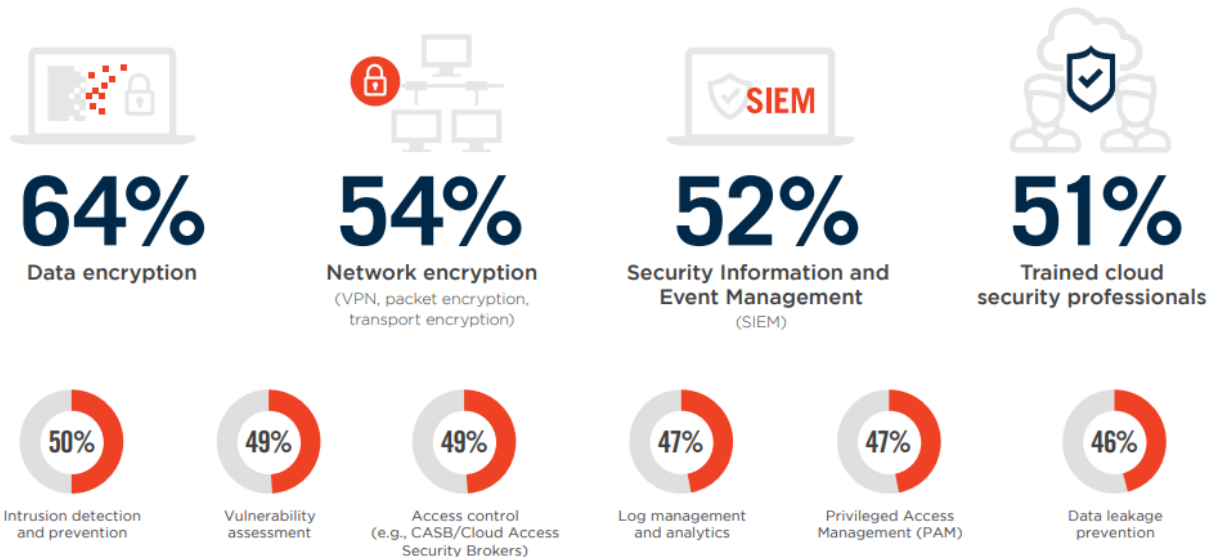 SIEM
64%
54%
52%
51%
Data encryption
Network encryption
(VPN, packet encryption,
transport encryption)
Security Information and
Event Management
(SIEM)
Trained cloud
security professionals
50%
49%
49%
47%
47%
46%
Intrusion detection
and prevention
Vulnerability
assessment
Access control
(e.g., CASB/Cloud Access
Security Brokers)
Log management
and analytics
Privileged Access
Management (PAM)
Data leakage
prevention